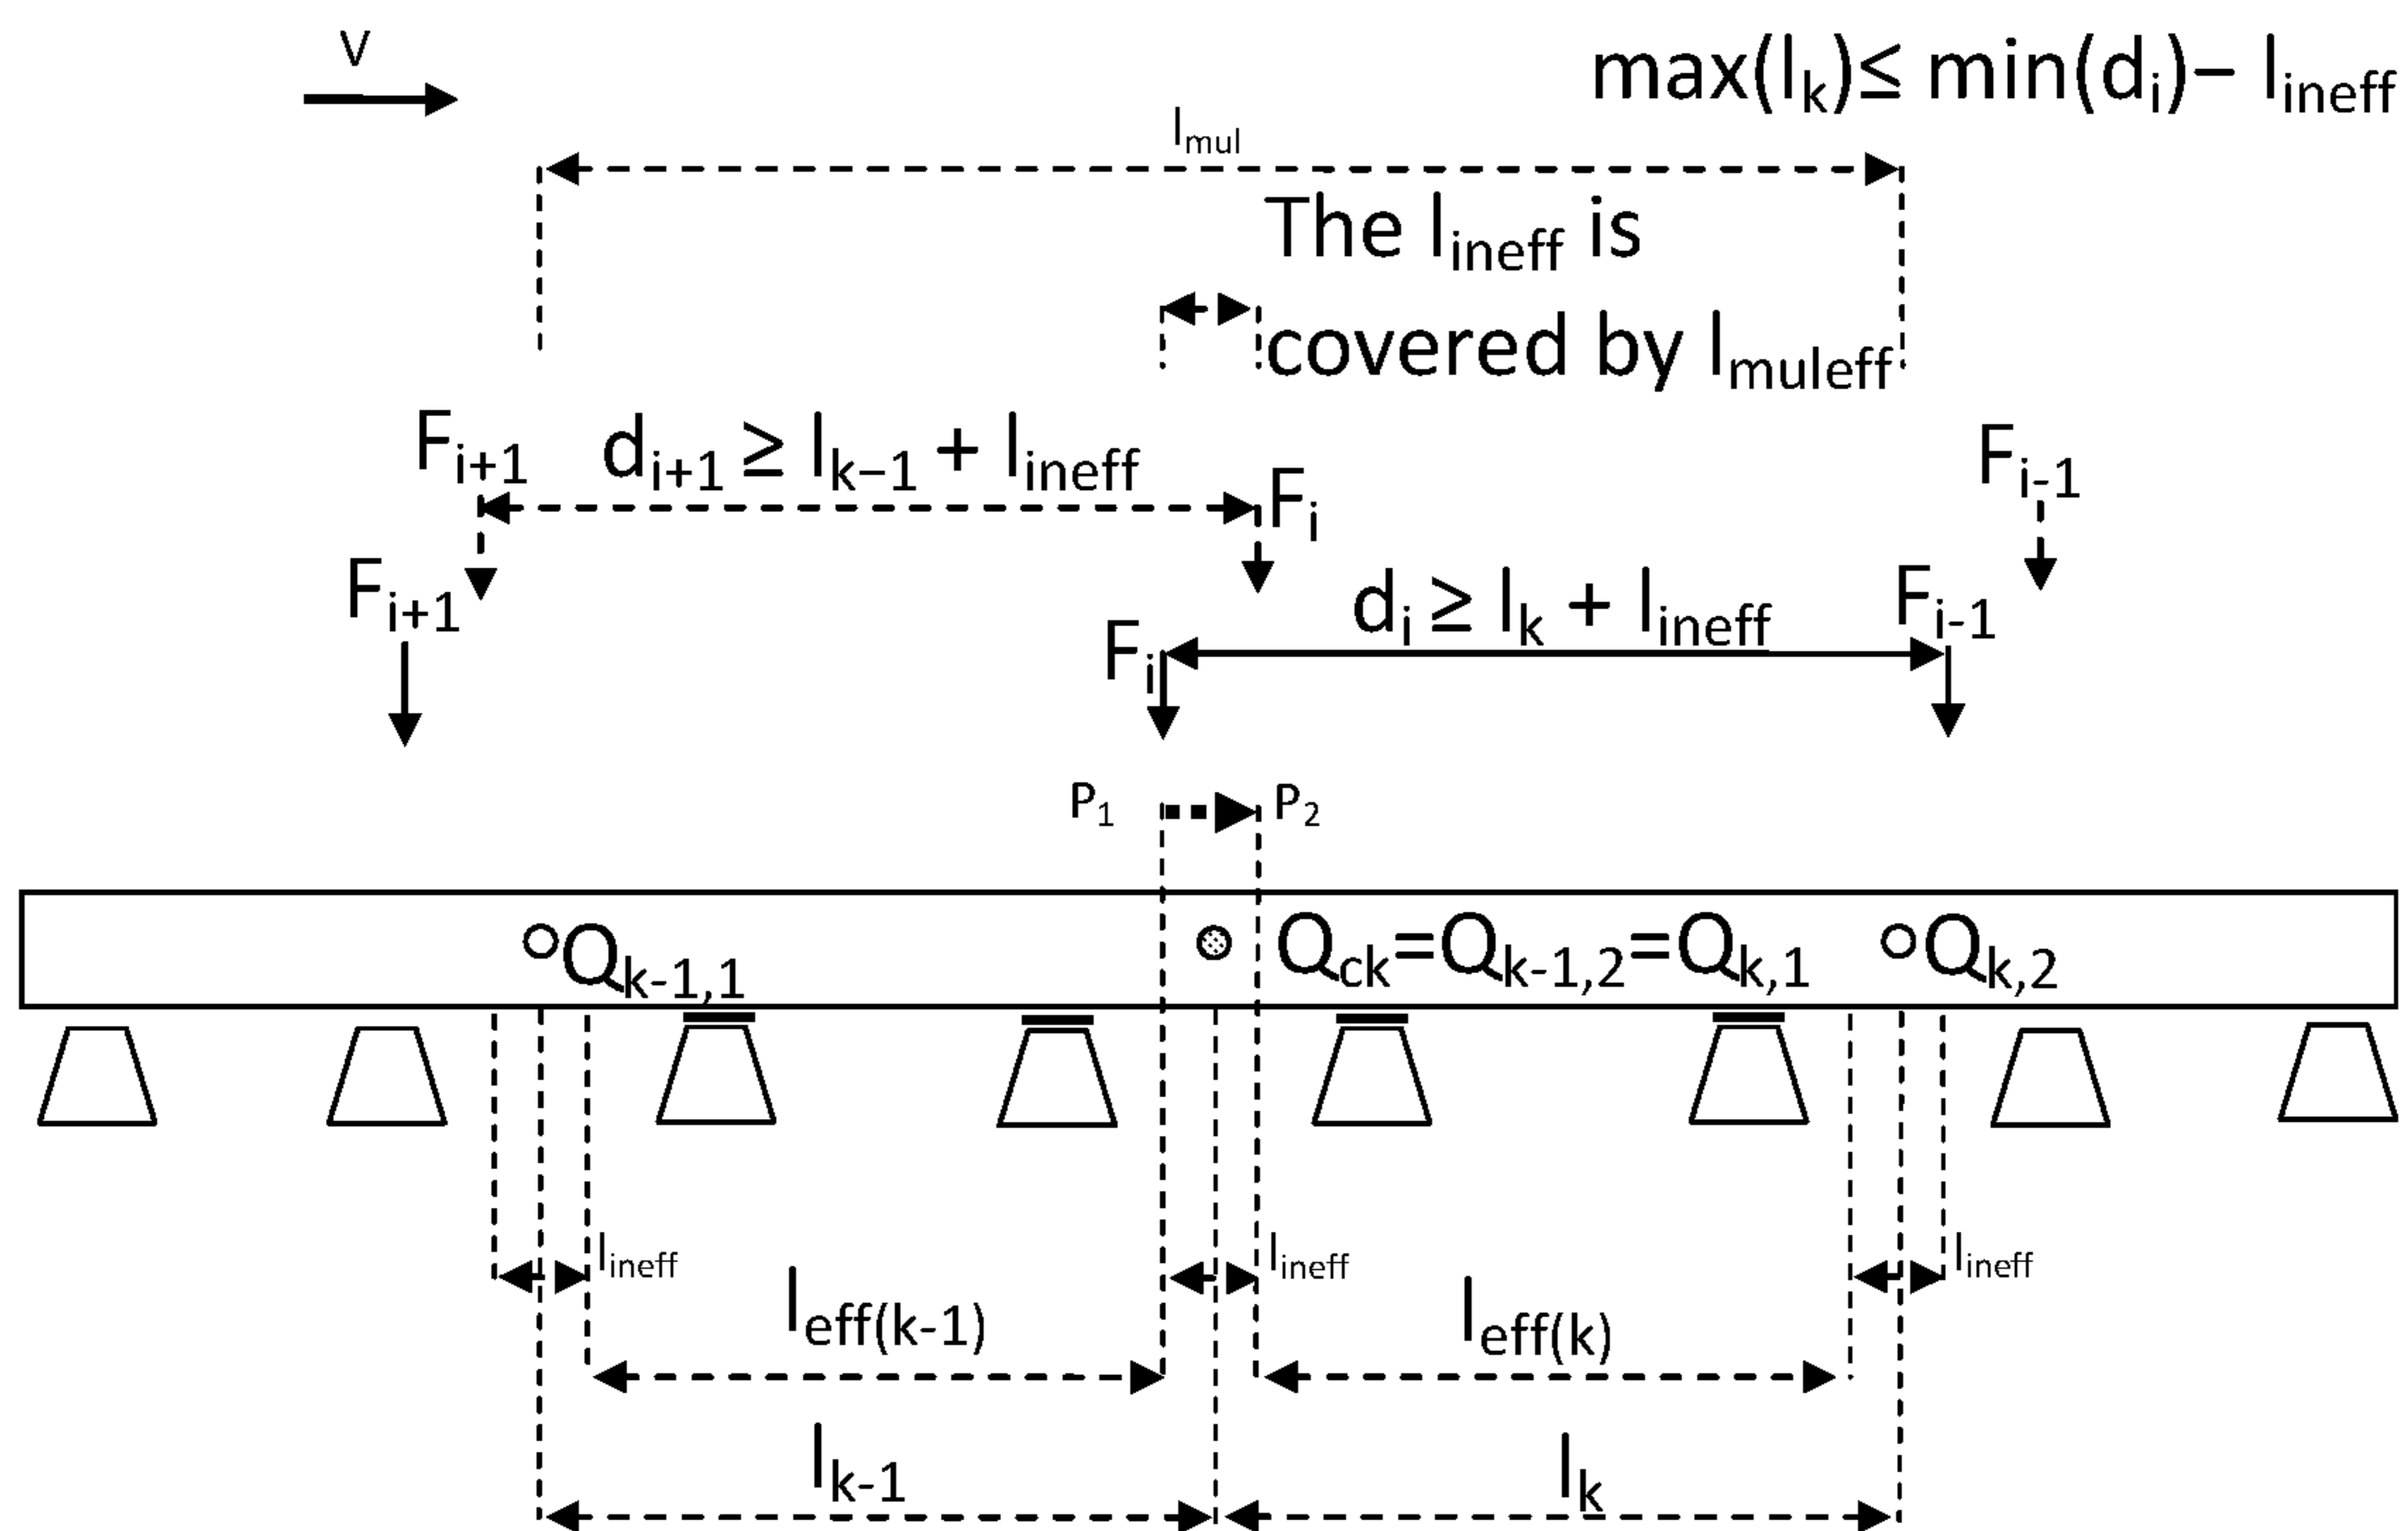 V
max(l_k)≤ min(d_i)– l_ineff
l_mul
The l_ineff is
covered by l_muleff
F_i+1
d_i+1 ≥ l_k–1 + l_ineff
F_i
F_i-1
F_i+1
F_i
d_i ≥ l_k + l_ineff
F_i-1
P_1
P_2
Q_k-1,1
Q_ck=Q_k-1,2=Q_k,1
Q_k,2
l_ineff
l_ineff
l_ineff
l_eff(k-1)
l_eff(k)
l_k-1
l_k